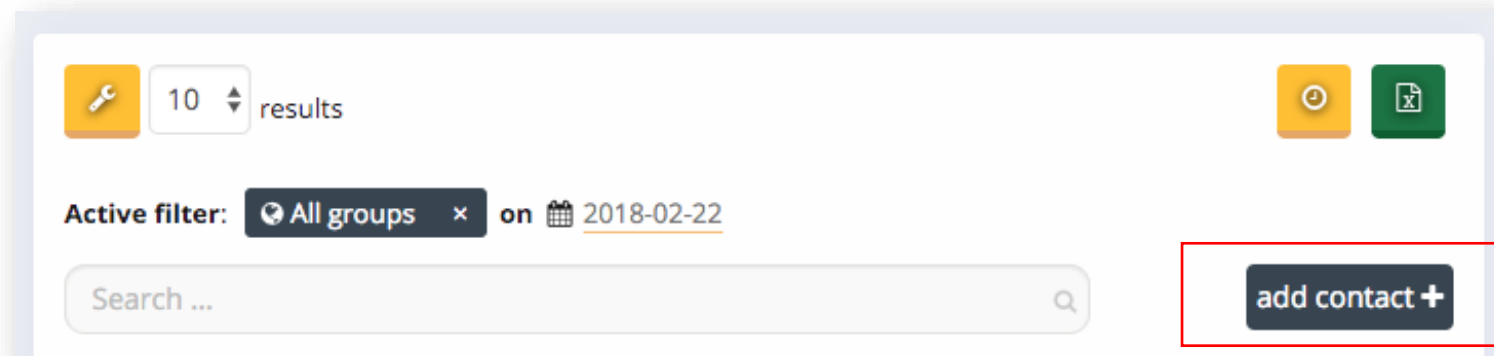 10 results
Active filter: All groups × on 2018-02-22
Search ...
add contact +